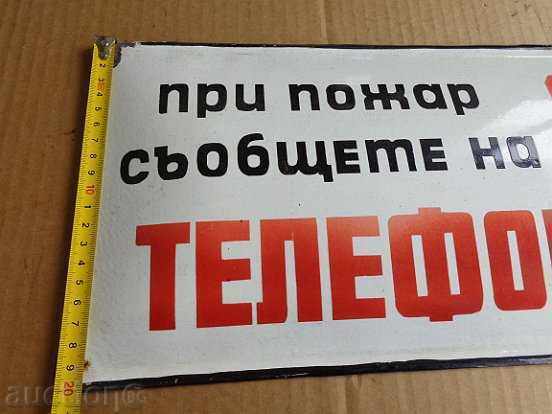 при пожар
съобщете на
ТЕЛЕФО